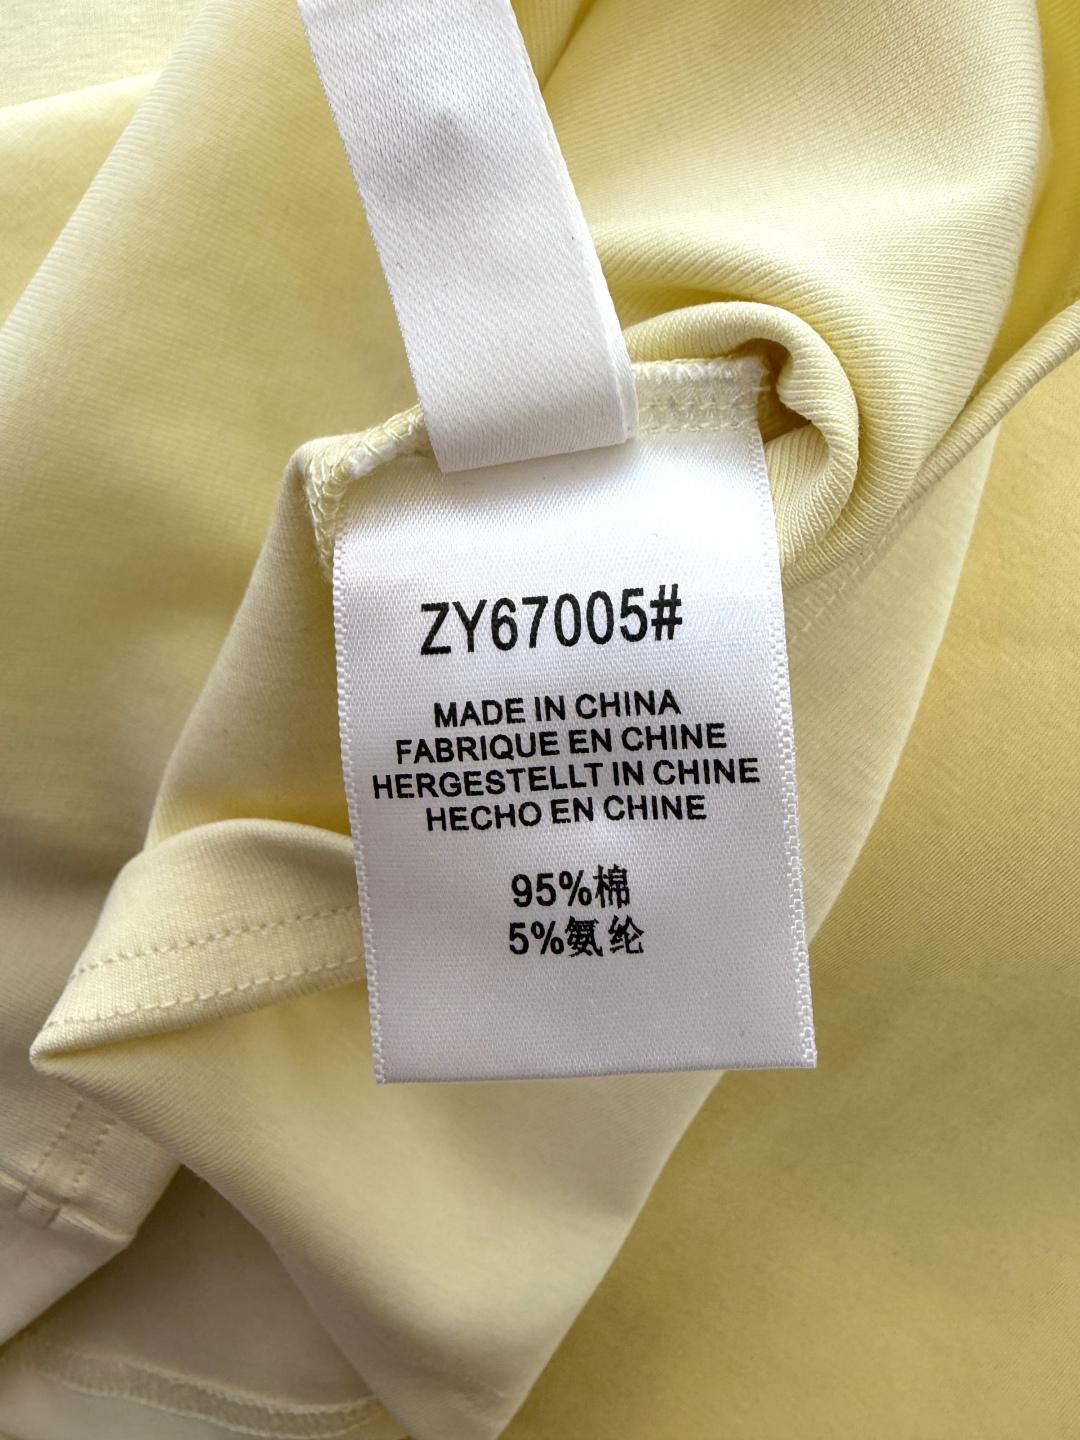 ZY67005#
MADE IN CHINA
FABRIQUE EN CHINE
HERGESTELLT IN CHINE
HECHO EN CHINE
95%棉
5%氨纶